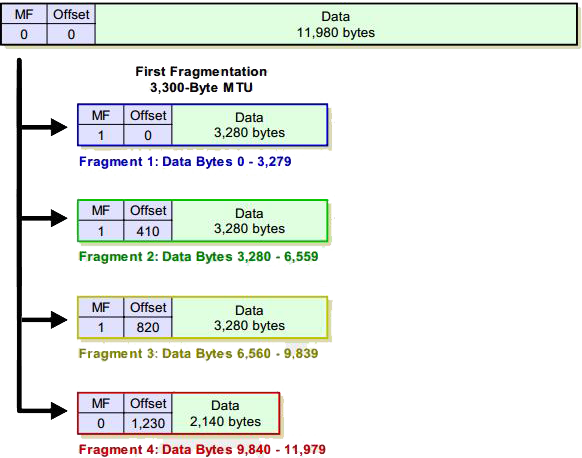 MF Offset Data
0 0 11,980 bytes
First Fragmentation
3,300-Byte MTU
MF Offset Data
1 0 3,280 bytes
Fragment 1: Data Bytes 0 - 3,279
MF Offset Data
1 410 3,280 bytes
Fragment 2: Data Bytes 3,280 - 6,559
MF Offset Data
1 820 3,280 bytes
Fragment 3: Data Bytes 6,560 - 9,839
MF Offset Data
0 1,230 2,140 bytes
Fragment 4: Data Bytes 9,840 - 11,979